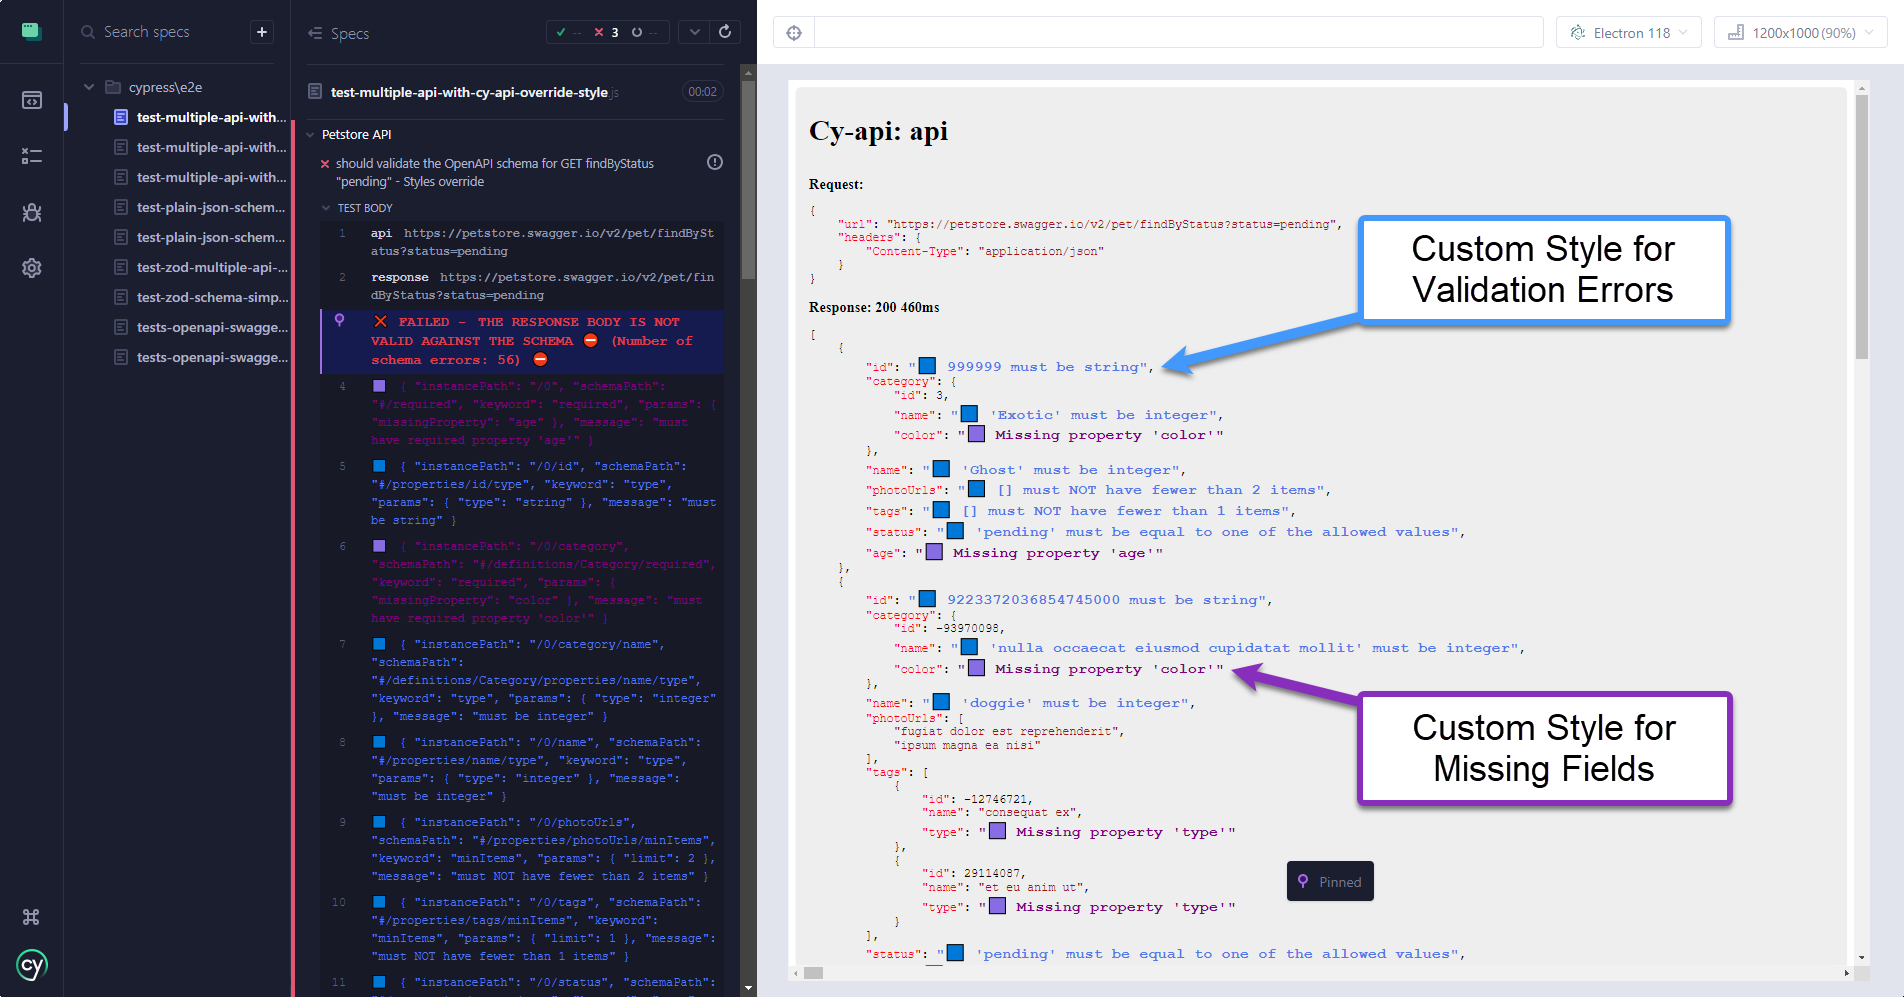 Search specs
+
cypress\e2e
test-multiple-api-with...
test-multiple-api-with...
test-multiple-api-with...
test-plain-json-schem...
test-plain-json-schem...
test-zod-multiple-api-...
test-zod-schema-simp...
tests-openapi-swagge...
tests-openapi-swagge...
cy
Specs
-- 3 --
test-multiple-api-with-cy-api-override-style.js 00:02
Petstore API
should validate the OpenAPI schema for GET findByStatus
"pending" - Styles override
TEST BODY
1 api https://petstore.swagger.io/v2/pet/findBySt
atus?status=pending
2 response https://petstore.swagger.io/v2/pet/fin
dByStatus?status=pending
FAILED - THE RESPONSE BODY IS NOT
VALID AGAINST THE SCHEMA (Number of
schema errors: 56)
4 { "instancePath": "/0", "schemaPath":
"#/required", "keyword": "required", "params": {
"missingProperty": "age" }, "message": "must
have required property 'age'" }
5 { "instancePath": "/0/id", "schemaPath":
"#/properties/id/type", "keyword": "type",
"params": { "type": "string" }, "message": "must
be string" }
6 { "instancePath": "/0/category",
"schemaPath": "#/definitions/Category/required",
"keyword": "required", "params": {
"missingProperty": "color" }, "message": "must
have required property 'color'" }
7 { "instancePath": "/0/category/name",
"schemaPath":
"#/definitions/Category/properties/name/type",
"keyword": "type", "params": { "type": "integer"
}, "message": "must be integer" }
8 { "instancePath": "/0/name", "schemaPath":
"#/properties/name/type", "keyword": "type",
"params": { "type": "integer" }, "message":
"must be integer" }
9 { "instancePath": "/0/photoUrls",
"schemaPath": "#/properties/photoUrls/minItems",
"keyword": "minItems", "params": { "limit": 2 },
"message": "must NOT have fewer than 2 items" }
10 { "instancePath": "/0/tags", "schemaPath":
"#/properties/tags/minItems", "keyword":
"minItems", "params": { "limit": 1 }, "message":
"must NOT have fewer than 1 items" }
11 { "instancePath": "/0/status", "schemaPath":
Electron 118
1200x1000 (90%)
Cy-api: api
Request:
{
"url": "https://petstore.swagger.io/v2/pet/findByStatus?status=pending",
"headers": {
"Content-Type": "application/json"
}
}
Response: 200 460ms
[
{
"id": " 999999 must be string",
"category": {
"id": 3,
"name": " 'Exotic' must be integer",
"color": " Missing property 'color'"
},
"name": " 'Ghost' must be integer",
"photoUrls": " [] must NOT have fewer than 2 items",
"tags": " [] must NOT have fewer than 1 items",
"status": " 'pending' must be equal to one of the allowed values",
"age": " Missing property 'age'"
},
{
"id": " 9223372036854745000 must be string",
"category": {
"id": -93970098,
"name": " 'nulla occaecat eiusmod cupidatat mollit' must be integer",
"color": " Missing property 'color'"
},
"name": " 'doggie' must be integer",
"photoUrls": [
"fugiat dolor est reprehenderit",
"ipsum magna ea nisi"
],
"tags": [
{
"id": -12746721,
"name": "consequat ex",
"type": " Missing property 'type'"
},
{
"id": 29114087,
"name": "et eu anim ut",
"type": " Missing property 'type'"
}
],
"status": " 'pending' must be equal to one of the allowed values",
Custom Style for
Validation Errors
Custom Style for
Missing Fields
Pinned